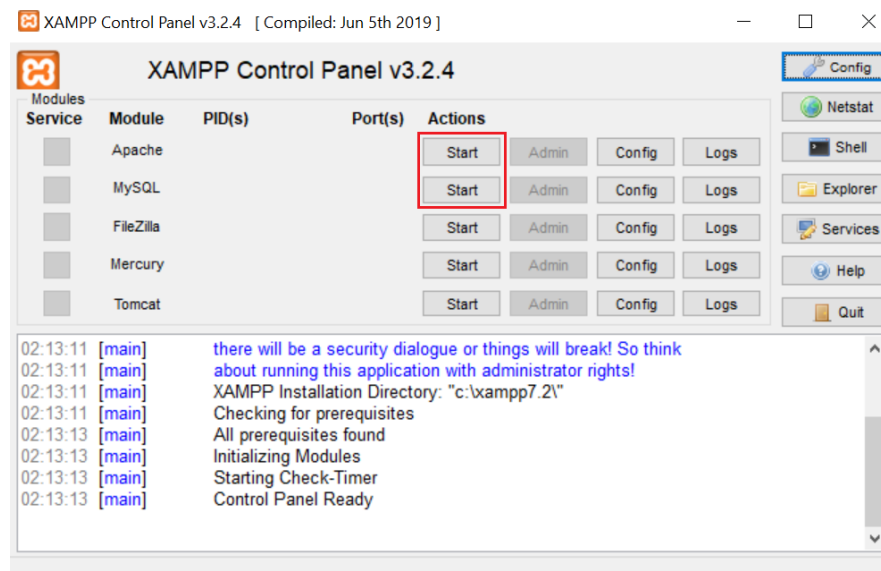 XAMPP Control Panel v3.2.4 [ Compiled: Jun 5th 2019 ]
XAMPP Control Panel v3.2.4
Config
Modules
Service Module PID(s) Port(s) Actions
Netstat
Apache Start Admin Config Logs
Shell
MySQL Start Admin Config Logs
Explorer
FileZilla Start Admin Config Logs
Services
Mercury Start Admin Config Logs
Help
Tomcat Start Admin Config Logs
Quit
02:13:11 [main] there will be a security dialogue or things will break! So think
02:13:11 [main] about running this application with administrator rights!
02:13:11 [main] XAMPP Installation Directory: "c:\xampp7.2\"
02:13:11 [main] Checking for prerequisites
02:13:13 [main] All prerequisites found
02:13:13 [main] Initializing Modules
02:13:13 [main] Starting Check-Timer
02:13:13 [main] Control Panel Ready